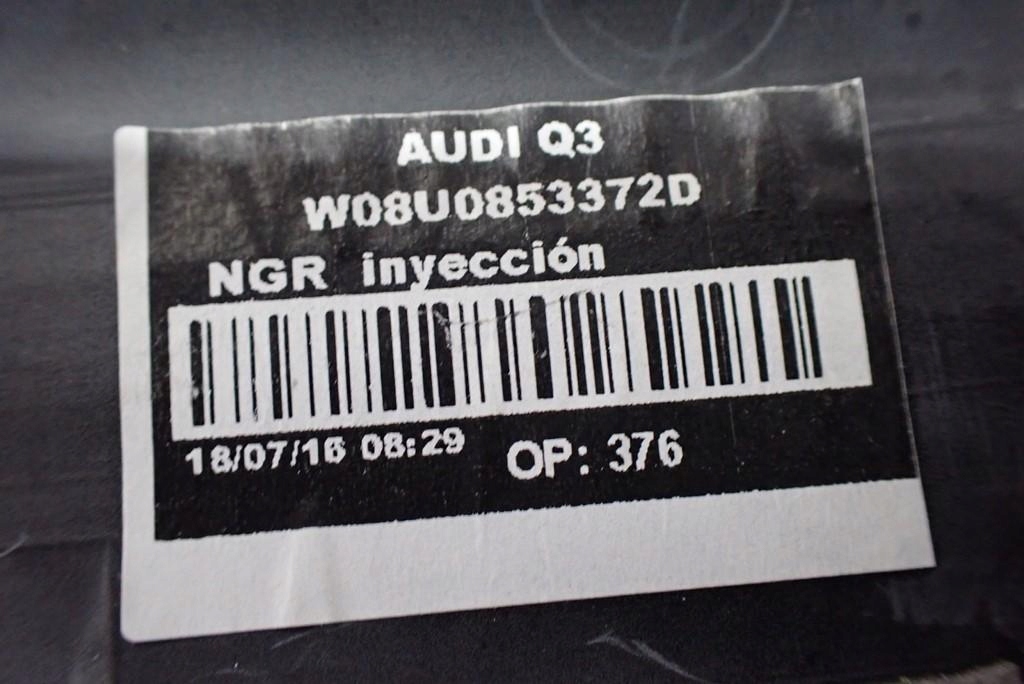 AUDI Q3
W08U0853372D
NGR inyección
18/07/16 08:29 OP: 376